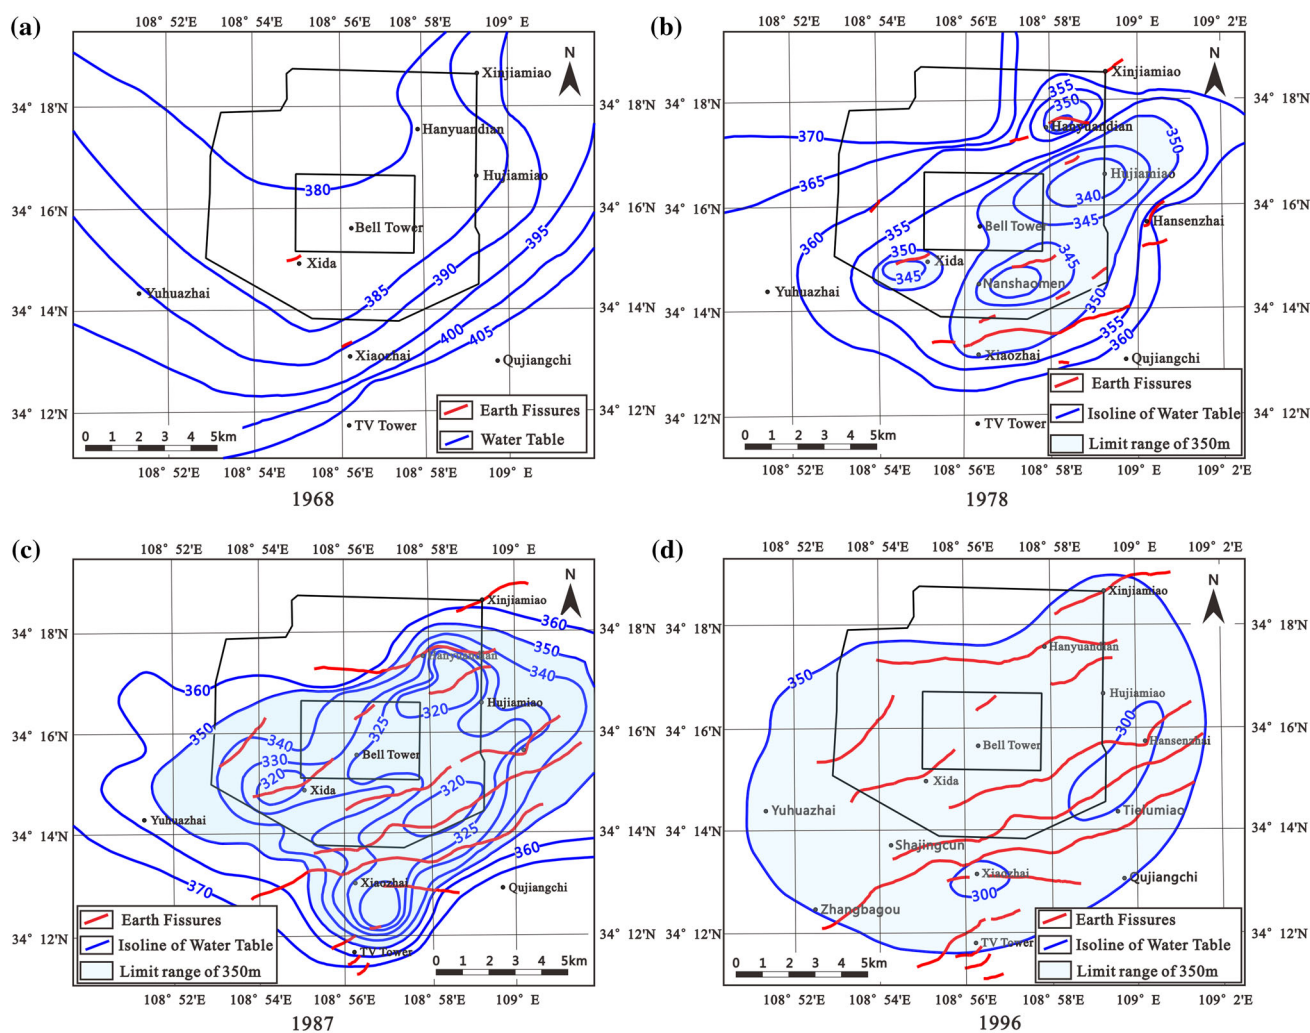 (a)
108° 52'E 108° 54'E 108° 56'E 108° 58'E 109° E
N
Xinjiamiao
34° 18'N
34° 18'N
Hanyuandian
Hujiamiao
380
34° 16'N
34° 16'N
Bell Tower
395
Xida
390
Yuhuazhai
385
34° 14'N
34° 14'N
400
405
Xiaozhai
Qujiangchi
34° 12'N
34° 12'N
TV Tower
Earth Fissures
Water Table
0 1 2 3 4 5km
108° 52'E 108° 54'E 108° 56'E 108° 58'E 109° E
1968
(b)
108° 52'E 108° 54'E 108° 56'E 108° 58'E 109° E 109° 2'E
N
Xinjiamiao
355
350
34° 18'N
34° 18'N
Hanyuandian
370
350
365
Hujiamiao
340
34° 16'N
34° 16'N
345
Hansenzhai
Bell Tower
355
360
350
345
Xida
345
Nanshaomen
Yuhuazhai
350
34° 14'N
34° 14'N
355
360
Xiaozhai
Qujiangchi
34° 12'N
34° 12'N
TV Tower
Earth Fissures
Isoline of Water Table
Limit range of 350m
0 1 2 3 4 5km
108° 52'E 108° 54'E 108° 56'E 108° 58'E 109° E 109° 2'E
1978
(c)
108° 52'E 108° 54'E 108° 56'E 108° 58'E 109° E
N
Xinjiamiao
360
34° 18'N
34° 18'N
350
Hanyuandian
340
360
Hujiamiao
320
350
325
34° 16'N
34° 16'N
340
Bell Tower
330
320
Xida
320
Yuhuazhai
325
34° 14'N
34° 14'N
360
370
Xiaozhai
Qujiangchi
34° 12'N
34° 12'N
TV Tower
Earth Fissures
Isoline of Water Table
Limit range of 350m
0 1 2 3 4 5km
108° 52'E 108° 54'E 108° 56'E 108° 58'E 109° E
1987
(d)
108° 52'E 108° 54'E 108° 56'E 108° 58'E 109° E 109° 2'E
N
Xinjiamiao
34° 18'N
34° 18'N
Hanyuandian
350
Hujiamiao
300
34° 16'N
34° 16'N
Bell Tower
Hansenzhai
Xida
Yuhuazhai
Tielumiao
34° 14'N
34° 14'N
Shajingcun
Xiaozhai
Qujiangchi
300
Zhangbagou
34° 12'N
34° 12'N
TV Tower
Earth Fissures
Isoline of Water Table
Limit range of 350m
0 1 2 3 4 5km
108° 52'E 108° 54'E 108° 56'E 108° 58'E 109° E 109° 2'E
1996